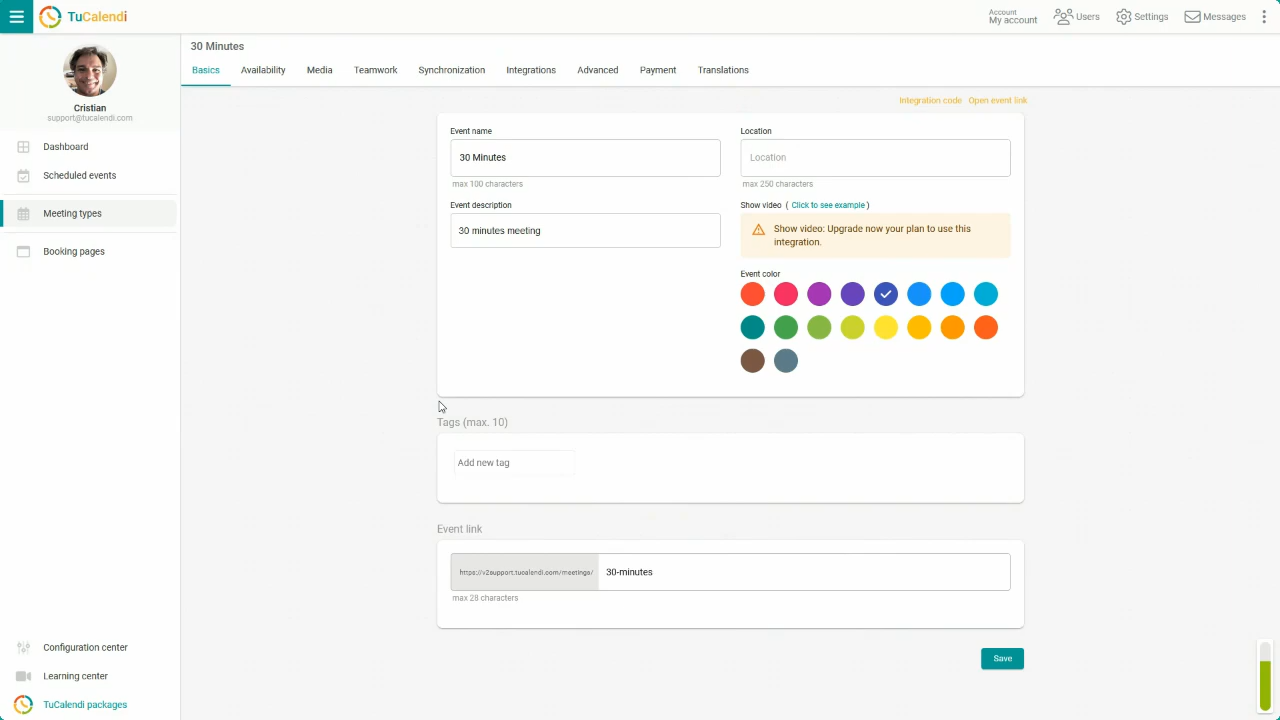 TuCalendi
Account
My account
Users
Settings
Messages
Cristian
support@tucalendi.com
Dashboard
Scheduled events
Meeting types
Booking pages
Configuration center
Learning center
TuCalendi packages
30 Minutes
Basics
Availability
Media
Teamwork
Synchronization
Integrations
Advanced
Payment
Translations
Integration code
Open event link
Event name
30 Minutes
max 100 characters
Event description
30 minutes meeting
Location
Location
max 250 characters
Show video ( Click to see example )
Show video: Upgrade now your plan to use this
integration.
Event color
Tags (max. 10)
Add new tag
Event link
https://v2support.tucalendi.com/meetings/
30-minutes
max 28 characters
Save